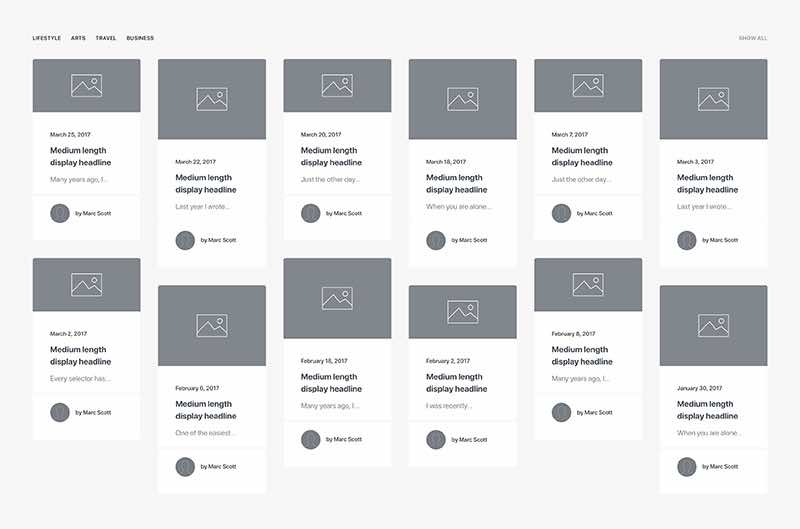 LIFESTYLE ARTS TRAVEL BUSINESS SHOW ALL
March 25, 2017
Medium length
display headline
Many years ago, I...
by Marc Scott
March 22, 2017
Medium length
display headline
Last year I wrote...
by Marc Scott
March 20, 2017
Medium length
display headline
Just the other day...
by Marc Scott
March 18, 2017
Medium length
display headline
When you are alone...
by Marc Scott
March 7, 2017
Medium length
display headline
Just the other day...
by Marc Scott
March 3, 2017
Medium length
display headline
Last year I wrote...
by Marc Scott
March 2, 2017
Medium length
display headline
Every selector has...
by Marc Scott
February 6, 2017
Medium length
display headline
One of the easiest...
by Marc Scott
February 18, 2017
Medium length
display headline
Many years ago, I...
by Marc Scott
February 2, 2017
Medium length
display headline
I was recently...
by Marc Scott
February 8, 2017
Medium length
display headline
Many years ago, I...
by Marc Scott
January 30, 2017
Medium length
display headline
When you are alone...
by Marc Scott